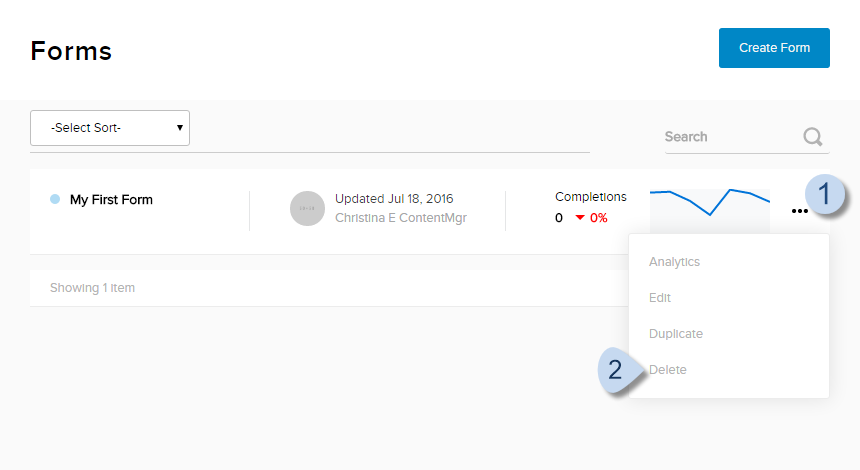 Forms
Create Form
-Select Sort-
Search
My First Form
Updated Jul 18, 2016
Christina E ContentMgr
Completions
0 0%
1
Showing 1 item
Analytics
Edit
Duplicate
2
Delete